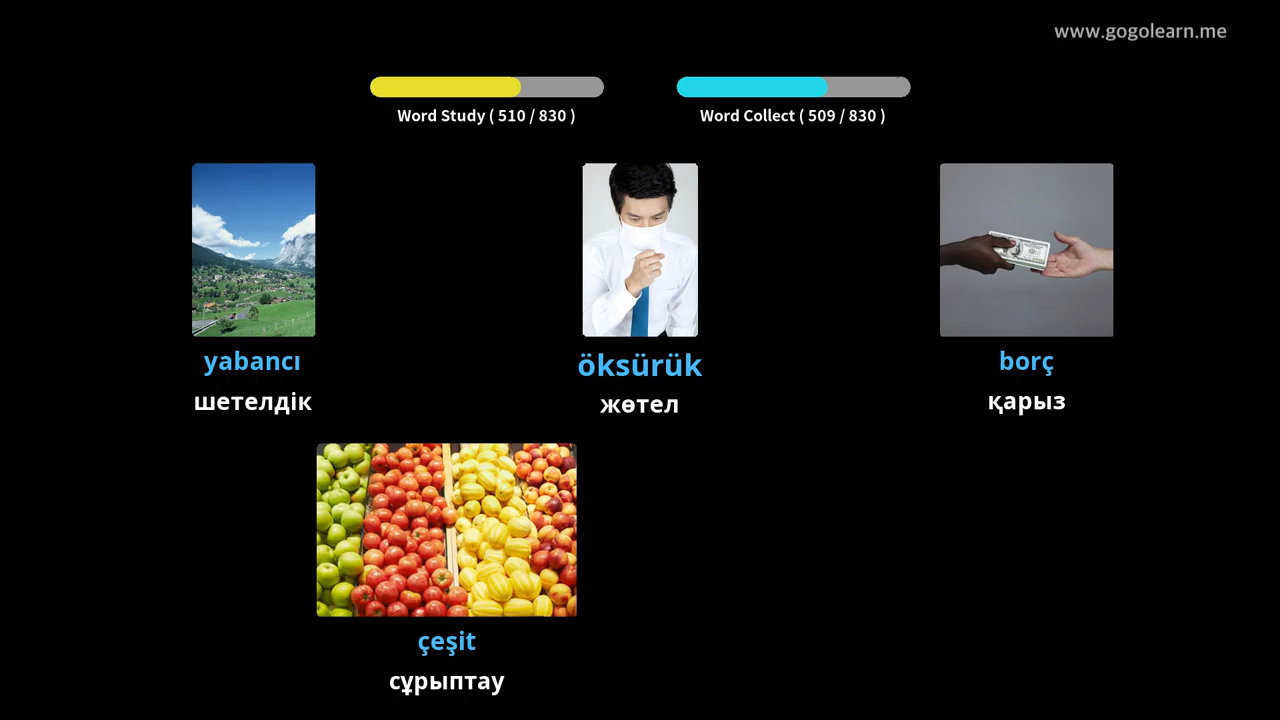 www.gogolearn.me
Word Study ( 510 / 830 )
Word Collect ( 509 / 830 )
yabancı
шетелдік
öksürük
жөтел
borç
қарыз
çeşit
сұрыптау